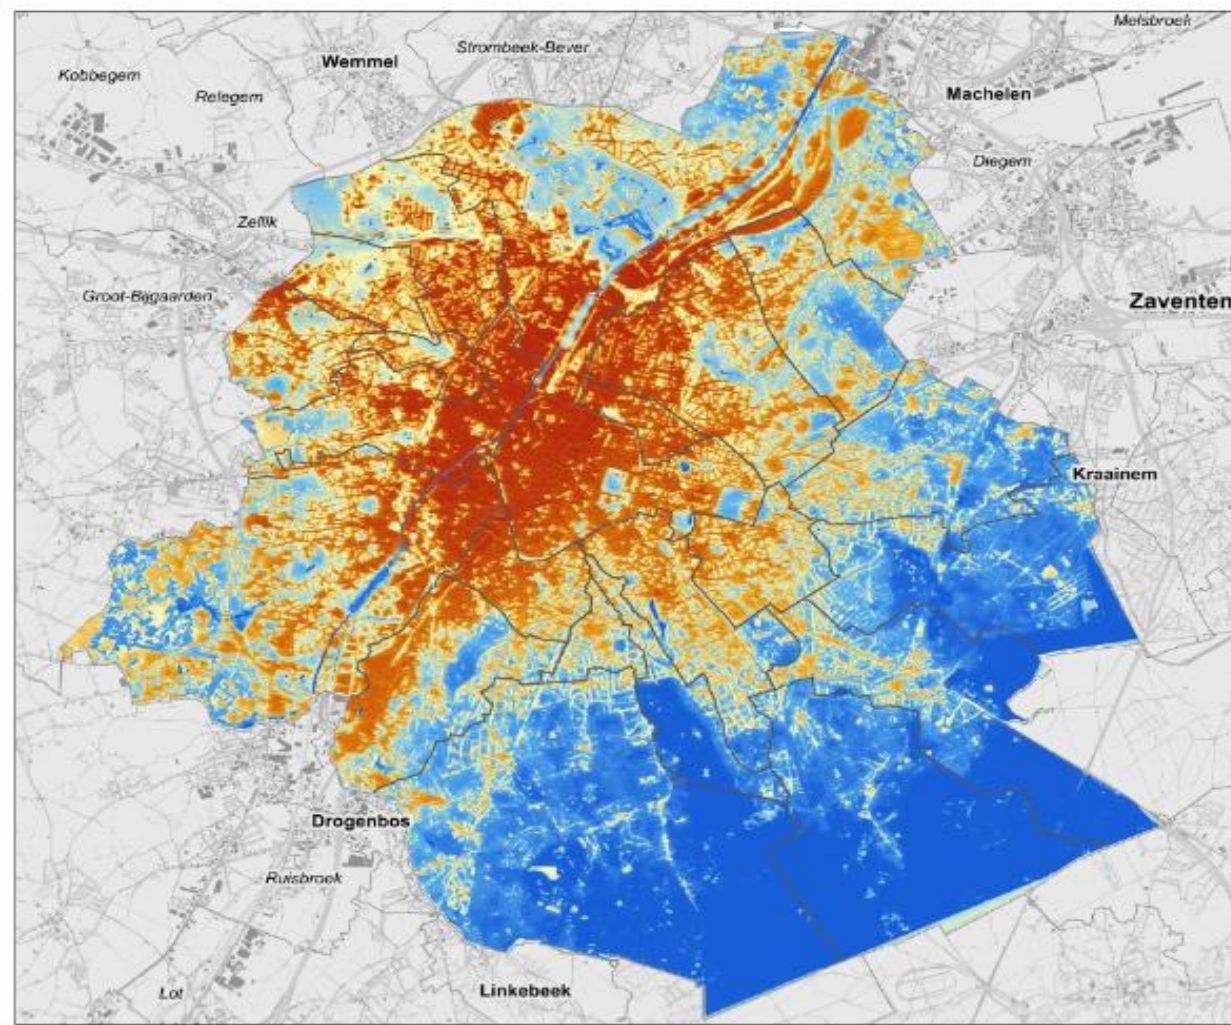 Melsbroek
Strombeek-Bever
Wemmel
Kobbegem
Relegem
Machelen
Diegem
Zellik
Groot-Bijgaarden
Zaventem
Kraainem
Drogenbos
Ruisbroek
Linkebeek
Lot